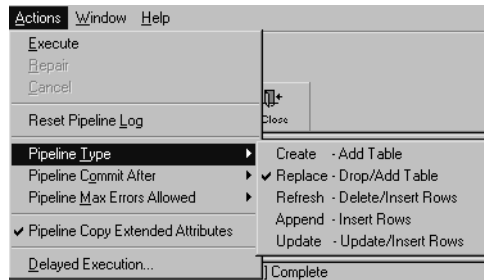 Actions Window Help
Execute
Repair
Cancel
Reset Pipeline Log
Close
Pipeline Type
Pipeline Commit After
Pipeline Max Errors Allowed
Pipeline Copy Extended Attributes
Delayed Execution...
Create - Add Table
Replace - Drop/Add Table
Refresh - Delete/Insert Rows
Append - Insert Rows
Update - Update/Insert Rows
Complete